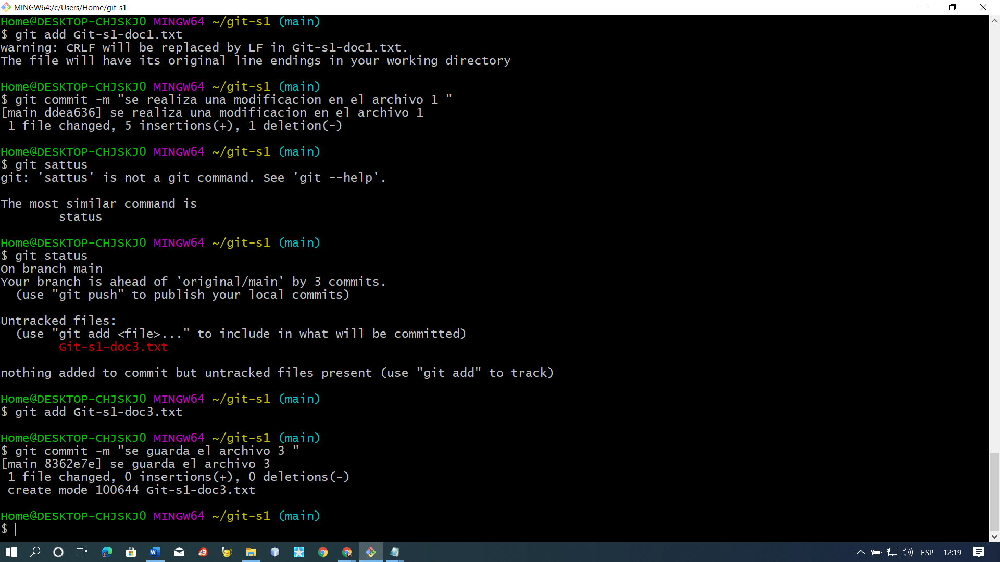 MINGW64:/c/Users/Home/git-s1
Home@DESKTOP-CHJSKJO MINGW64 ~/git-s1 (main)
$ git add Git-s1-doc1.txt
warning: CRLF will be replaced by LF in Git-s1-doc1.txt.
The file will have its original line endings in your working directory
Home@DESKTOP-CHJSKJO MINGW64 ~/git-s1 (main)
$ git commit -m "se realiza una modificacion en el archivo 1 "
[main ddea636] se realiza una modificacion en el archivo 1
 1 file changed, 5 insertions(+), 1 deletion(-)
Home@DESKTOP-CHJSKJO MINGW64 ~/git-s1 (main)
$ git sattus
git: 'sattus' is not a git command. See 'git --help'.
The most similar command is
        status
Home@DESKTOP-CHJSKJO MINGW64 ~/git-s1 (main)
$ git status
On branch main
Your branch is ahead of 'original/main' by 3 commits.
  (use "git push" to publish your local commits)
Untracked files:
  (use "git add <file>..." to include in what will be committed)
        Git-s1-doc3.txt
nothing added to commit but untracked files present (use "git add" to track)
Home@DESKTOP-CHJSKJO MINGW64 ~/git-s1 (main)
$ git add Git-s1-doc3.txt
Home@DESKTOP-CHJSKJO MINGW64 ~/git-s1 (main)
$ git commit -m "se guarda el archivo 3 "
[main 8362e7e] se guarda el archivo 3
 1 file changed, 0 insertions(+), 0 deletions(-)
 create mode 100644 Git-s1-doc3.txt
Home@DESKTOP-CHJSKJO MINGW64 ~/git-s1 (main)
$
ESP 12:19